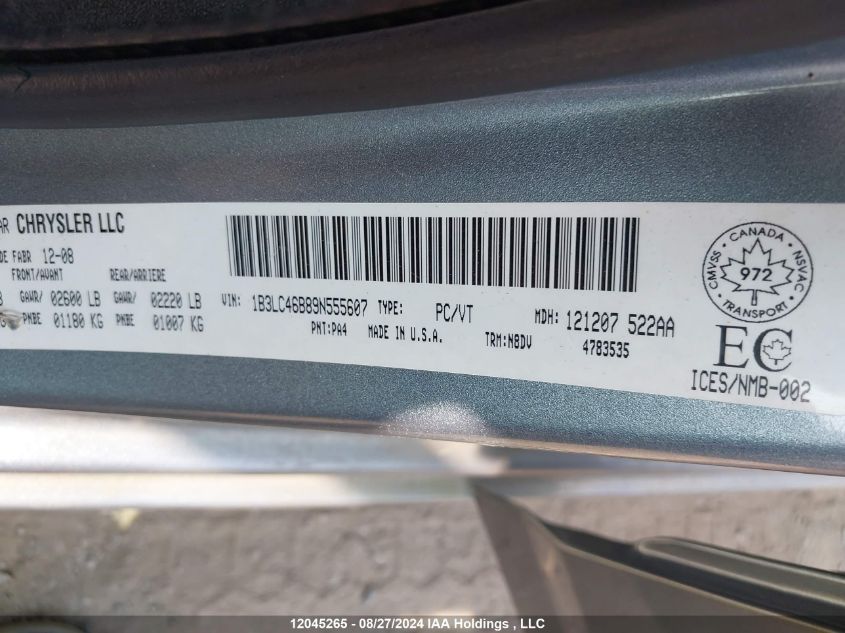 CHRYSLER LLC
DE FABR 12-08
FRONT/AVANT REAR/ARRIERE
GAWR/ 02600 LB GAWR/ 02220 LB
PNBE 01180 KG PNBE 01007 KG
VIN: 1B3LC46B89N555607 TYPE: PC/VT MDH: 121207 522AA
PNT:PA4 MADE IN U.S.A. TRM:N8DV 4783535
CANADA
CMVSS 972 NSVAC
TRANSPORT
EC
ICES/NMB-002
12045265 - 08/27/2024 IAA Holdings , LLC